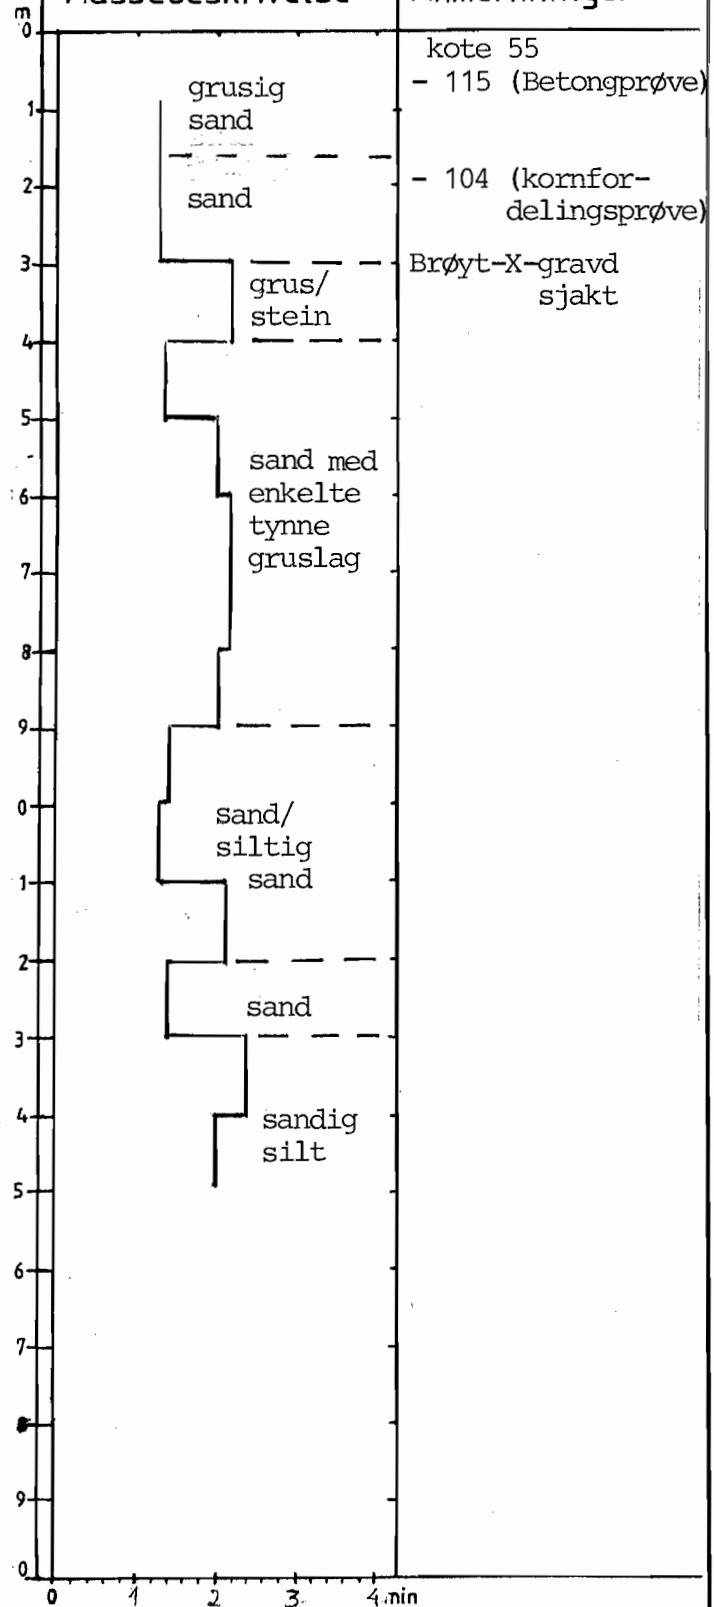 m
0
kote 55
- 115 (Betongprøve)
grusig
sand
1
2
- 104 (kornfor-
delingsprøve)
sand
3
Brøyt-X-gravd
sjakt
grus/
stein
4
5
sand med
enkelte
tynne
gruslag
6
7
8
9
0
sand/
siltig
sand
1
2
sand
3
4
sandig
silt
5
6
7
9
0
0 1 2 3 4 min